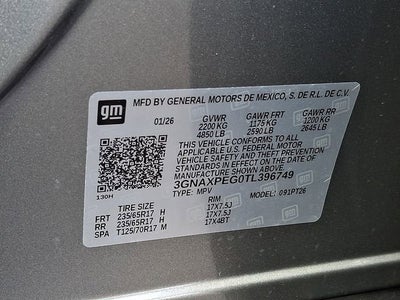 gm
MFD BY GENERAL MOTORS DE MEXICO, S. DE R.L. DE C.V.
01/26 GVWR GAWR FRT GAWR RR
2200 KG 1175 KG 1200 KG
4850 LB 2590 LB 2645 LB
THIS VEHICLE CONFORMS TO ALL
APPLICABLE U.S. FEDERAL MOTOR
VEHICLE SAFETY AND THEFT PREVENTION
STANDARDS IN EFFECT ON THE DATE OF
MANUFACTURE SHOWN ABOVE.
3GNAXPEG0TL396749
TYPE: MPV MODEL: 091PT26
130H
TIRE SIZE RIM
FRT 235/65R17 H 17X7.5J
RR 235/65R17 H 17X7.5J
SPA T125/70R17 M 17X4BT